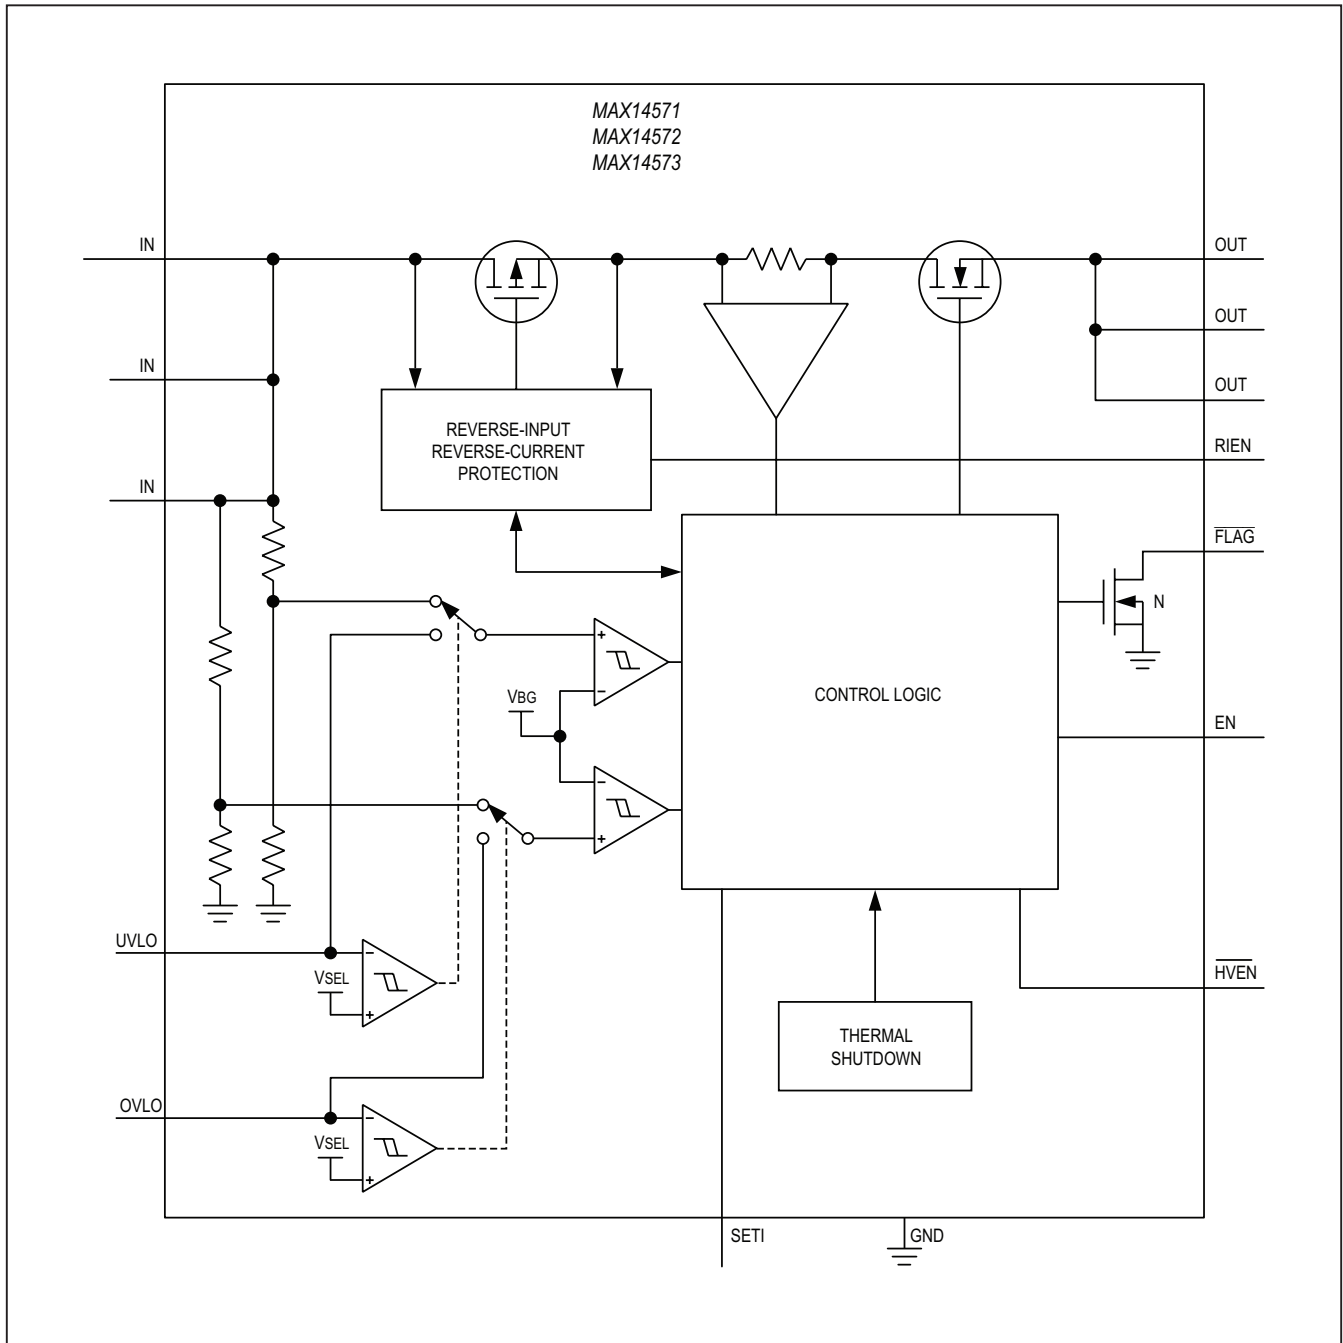 MAX14571
MAX14572
MAX14573
IN
OUT
OUT
IN
OUT
REVERSE-INPUT
REVERSE-CURRENT
PROTECTION
RIEN
IN
FLAG
N
+
−
VBG
CONTROL LOGIC
EN
−
+
UVLO
−
VSEL
+
HVEN
THERMAL
SHUTDOWN
OVLO
−
VSEL
+
SETI
GND